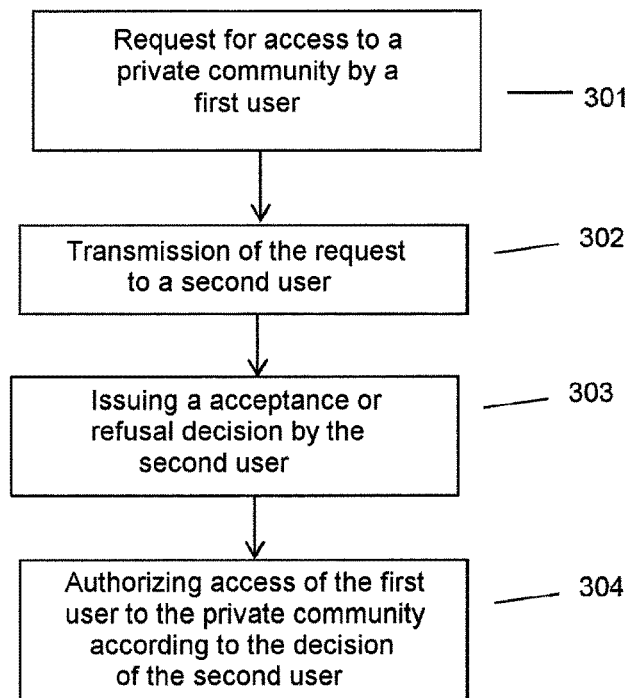 Request for access to a
private community by a
first user
301
Transmission of the request
to a second user
302
Issuing a acceptance or
refusal decision by the
second user
303
Authorizing access of the first
user to the private community
according to the decision
of the second user
304